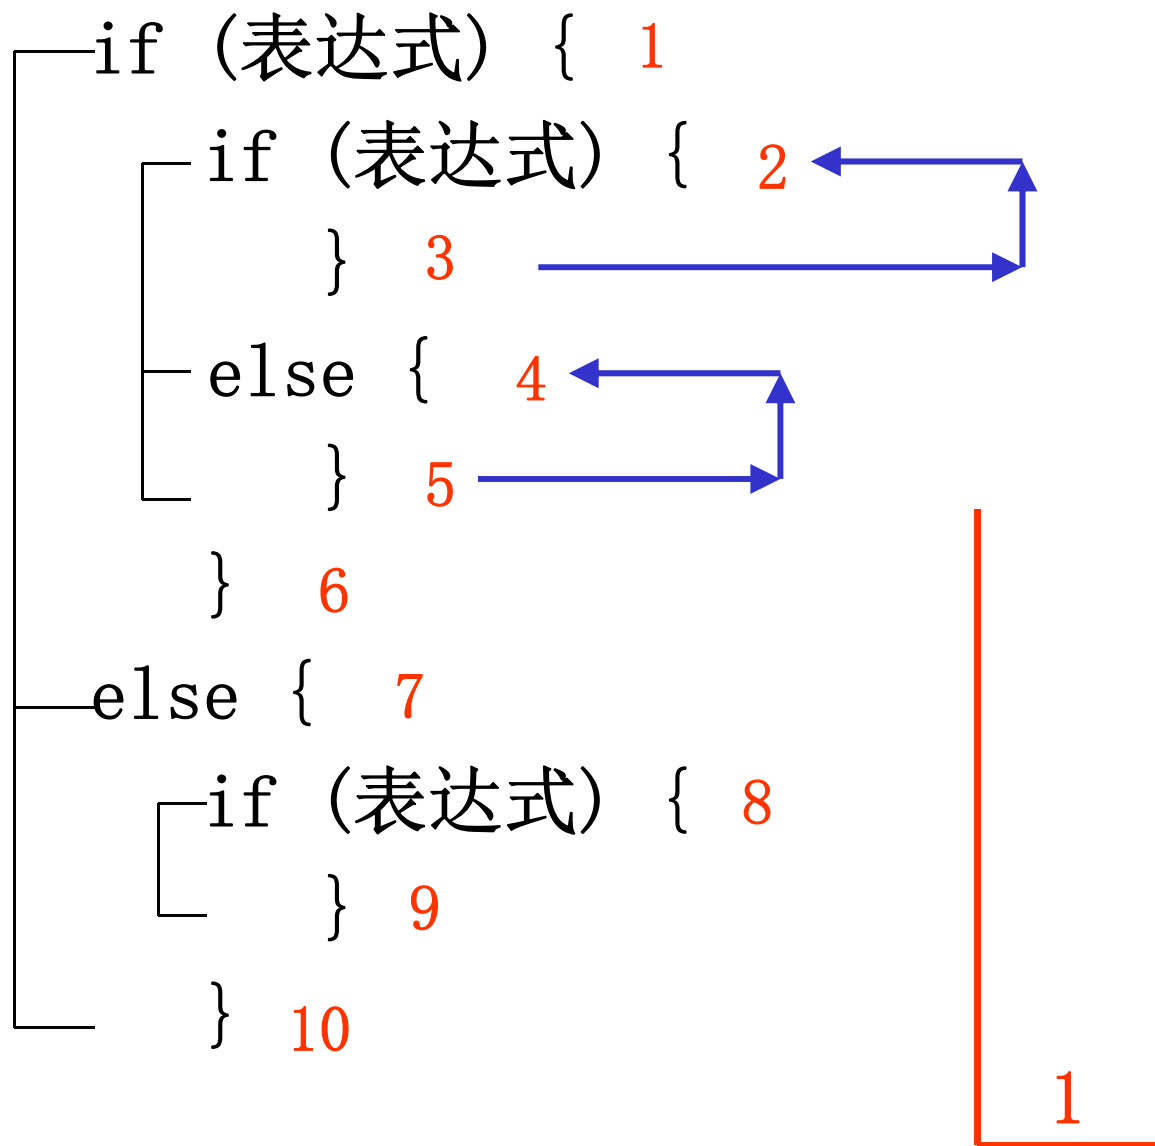 if (表达式) { 1
if (表达式) { 2
} 3
else { 4
} 5
} 6
else { 7
if (表达式) { 8
} 9
} 10
1